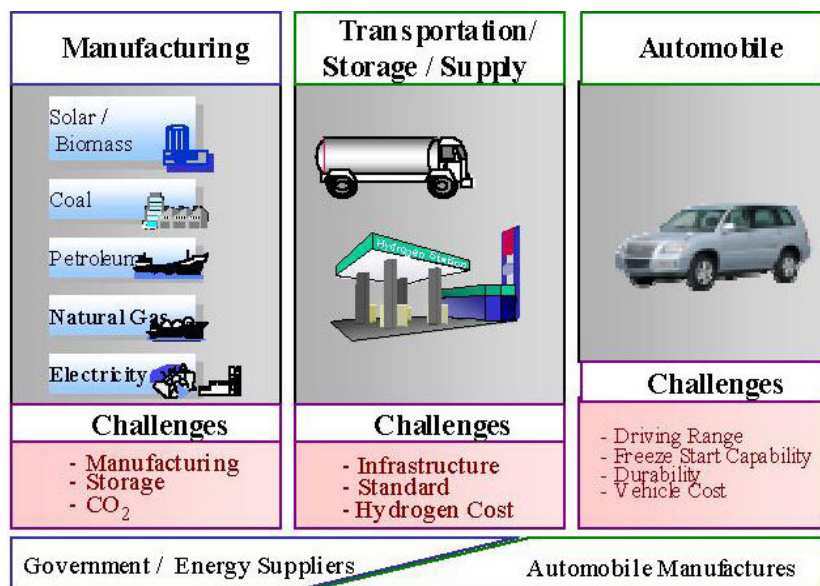 Manufacturing
Solar /
Biomass
Coal
Petroleum
Natural Gas
Electricity
Challenges
- Manufacturing
- Storage
- CO₂
Transportation/
Storage / Supply
Hydrogen Station
Challenges
- Infrastructure
- Standard
- Hydrogen Cost
Automobile
Challenges
- Driving Range
- Freeze Start Capability
- Durability
- Vehicle Cost
Government / Energy Suppliers
Automobile Manufactures